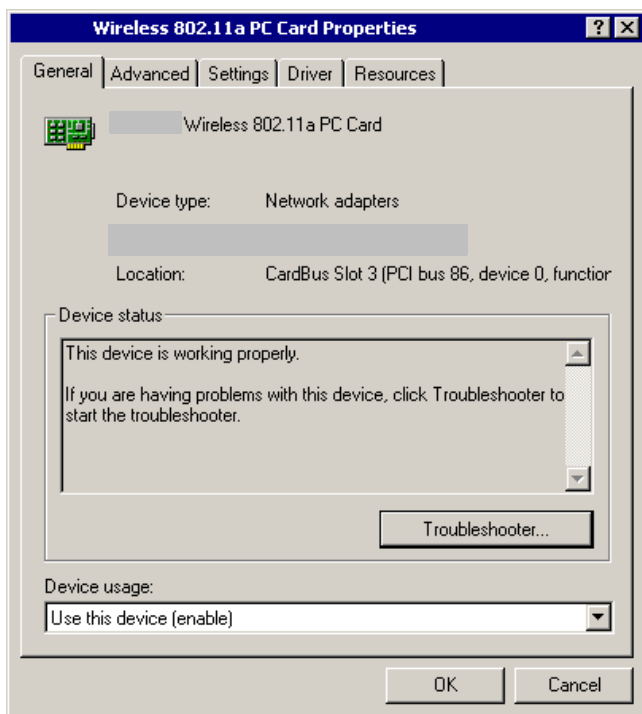 Wireless 802.11a PC Card Properties
General Advanced Settings Driver Resources
Wireless 802.11a PC Card
Device type: Network adapters
Location: CardBus Slot 3 (PCI bus 86, device 0, function
Device status
This device is working properly.
If you are having problems with this device, click Troubleshooter to
start the troubleshooter.
Troubleshooter...
Device usage:
Use this device (enable)
OK Cancel